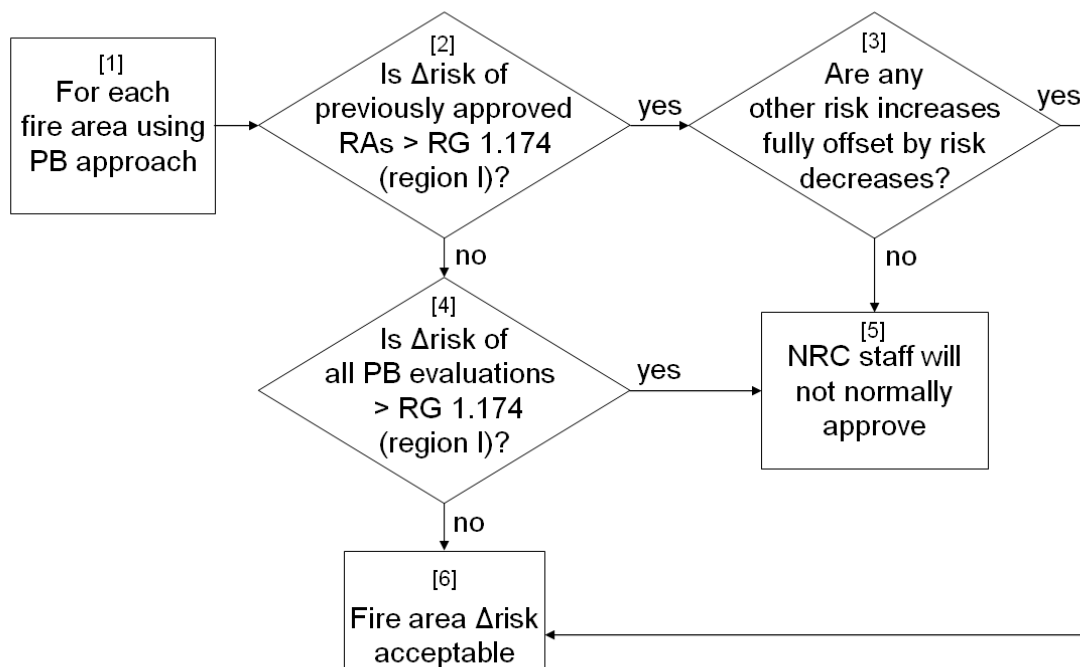 [1]
For each
fire area using
PB approach
[2]
Is Δrisk of
previously approved
RAs > RG 1.174
(region I)?
yes
[3]
Are any
other risk increases
fully offset by risk
decreases?
yes
no
no
[4]
Is Δrisk of
all PB evaluations
> RG 1.174
(region I)?
yes
[5]
NRC staff will
not normally
approve
no
[6]
Fire area Δrisk
acceptable